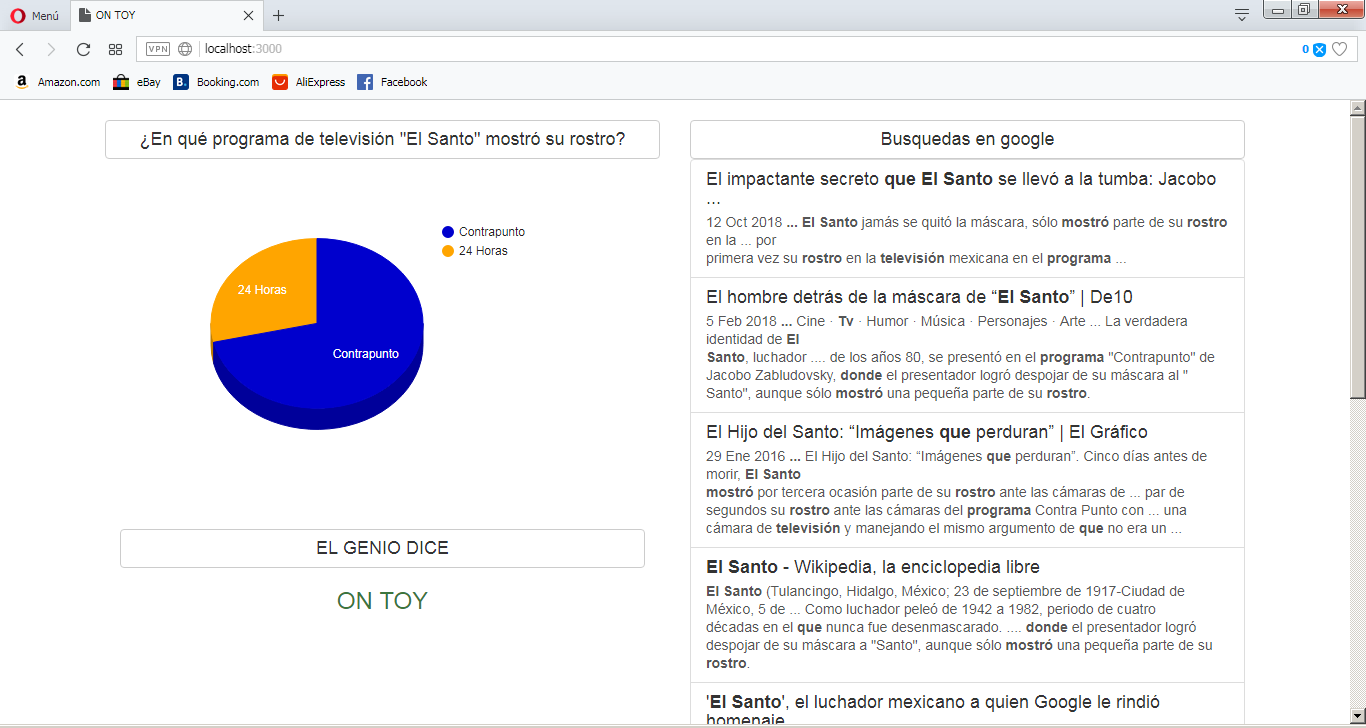 Menú
ON TOY
VPN
localhost:3000
0
Amazon.com
eBay
B.
Booking.com
AliExpress
Facebook
¿En qué programa de televisión "El Santo" mostró su rostro?
Contrapunto
24 Horas
24 Horas
Contrapunto
EL GENIO DICE
ON TOY
Busquedas en google
El impactante secreto que El Santo se llevó a la tumba: Jacobo
...
12 Oct 2018 ... El Santo jamás se quitó la máscara, sólo mostró parte de su rostro
en la ... por
primera vez su rostro en la televisión mexicana en el programa ...
El hombre detrás de la máscara de “El Santo” | De10
5 Feb 2018 ... Cine · Tv · Humor · Música · Personajes · Arte ... La verdadera
identidad de El
Santo, luchador .... de los años 80, se presentó en el programa "Contrapunto" de
Jacobo Zabludovsky, donde el presentador logró despojar de su máscara al "
Santo", aunque sólo mostró una pequeña parte de su rostro.
El Hijo del Santo: “Imágenes que perduran” | El Gráfico
29 Ene 2016 ... El Hijo del Santo: “Imágenes que perduran”. Cinco días antes de
morir, El Santo
mostró por tercera ocasión parte de su rostro ante las cámaras de ... par de
segundos su rostro ante las cámaras del programa Contra Punto con ... una
cámara de televisión y manejando el mismo argumento de que no era un ...
El Santo - Wikipedia, la enciclopedia libre
El Santo (Tulancingo, Hidalgo, México; 23 de septiembre de 1917-Ciudad de
México, 5 de ... Como luchador peleó de 1942 a 1982, periodo de cuatro
décadas en el que nunca fue desenmascarado. .... donde el presentador logró
despojar de su máscara a "Santo", aunque sólo mostró una pequeña parte de su
rostro.
'El Santo', el luchador mexicano a quien Google le rindió
homenaje